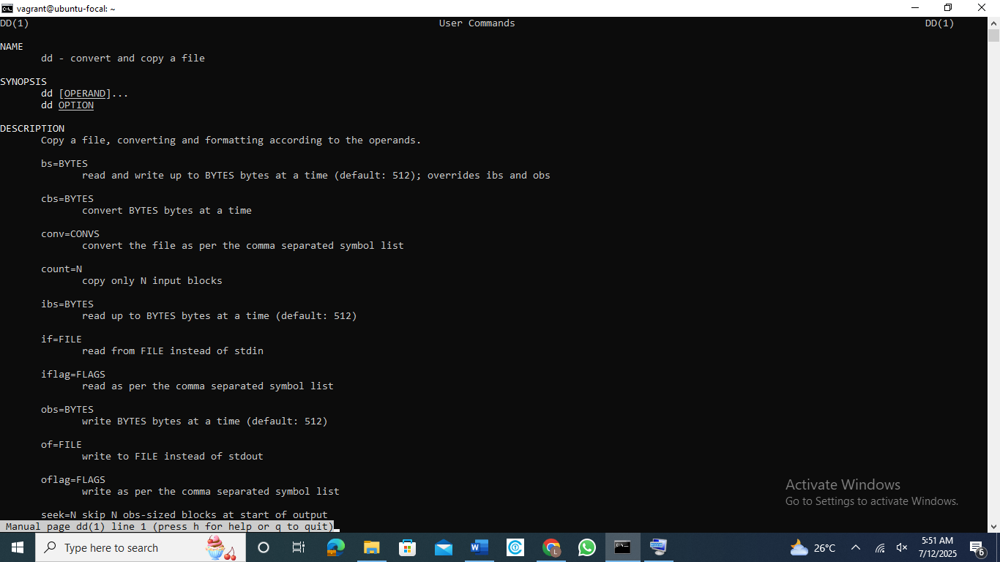 vagrant@ubuntu-focal: ~
DD(1) User Commands DD(1)
NAME
dd - convert and copy a file
SYNOPSIS
dd [OPERAND]...
dd OPTION
DESCRIPTION
Copy a file, converting and formatting according to the operands.
bs=BYTES
read and write up to BYTES bytes at a time (default: 512); overrides ibs and obs
cbs=BYTES
convert BYTES bytes at a time
conv=CONVS
convert the file as per the comma separated symbol list
count=N
copy only N input blocks
ibs=BYTES
read up to BYTES bytes at a time (default: 512)
if=FILE
read from FILE instead of stdin
iflag=FLAGS
read as per the comma separated symbol list
obs=BYTES
write BYTES bytes at a time (default: 512)
of=FILE
write to FILE instead of stdout
oflag=FLAGS
write as per the comma separated symbol list
seek=N skip N obs-sized blocks at start of output
Manual page dd(1) line 1 (press h for help or q to quit)
Activate Windows
Go to Settings to activate Windows.
Type here to search
26°C
5:51 AM
7/12/2025
6